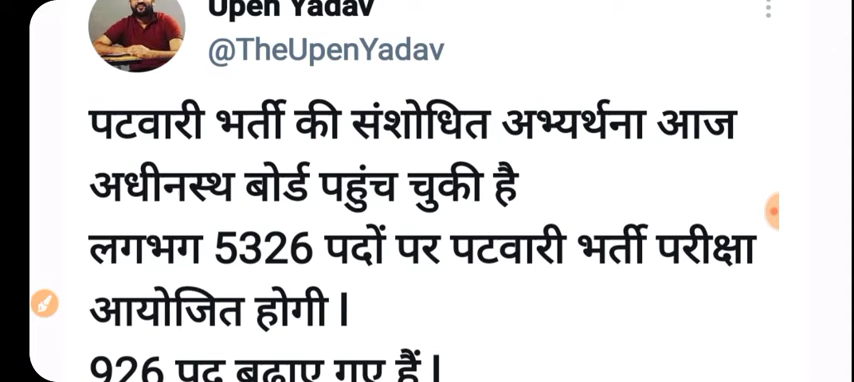 Upen Yadav
@TheUpenYadav
पटवारी भर्ती की संशोधित अभ्यर्थना आज
अधीनस्थ बोर्ड पहुंच चुकी है
लगभग 5326 पदों पर पटवारी भर्ती परीक्षा
आयोजित होगी l
926 पद बढ़ाए गए हैं l